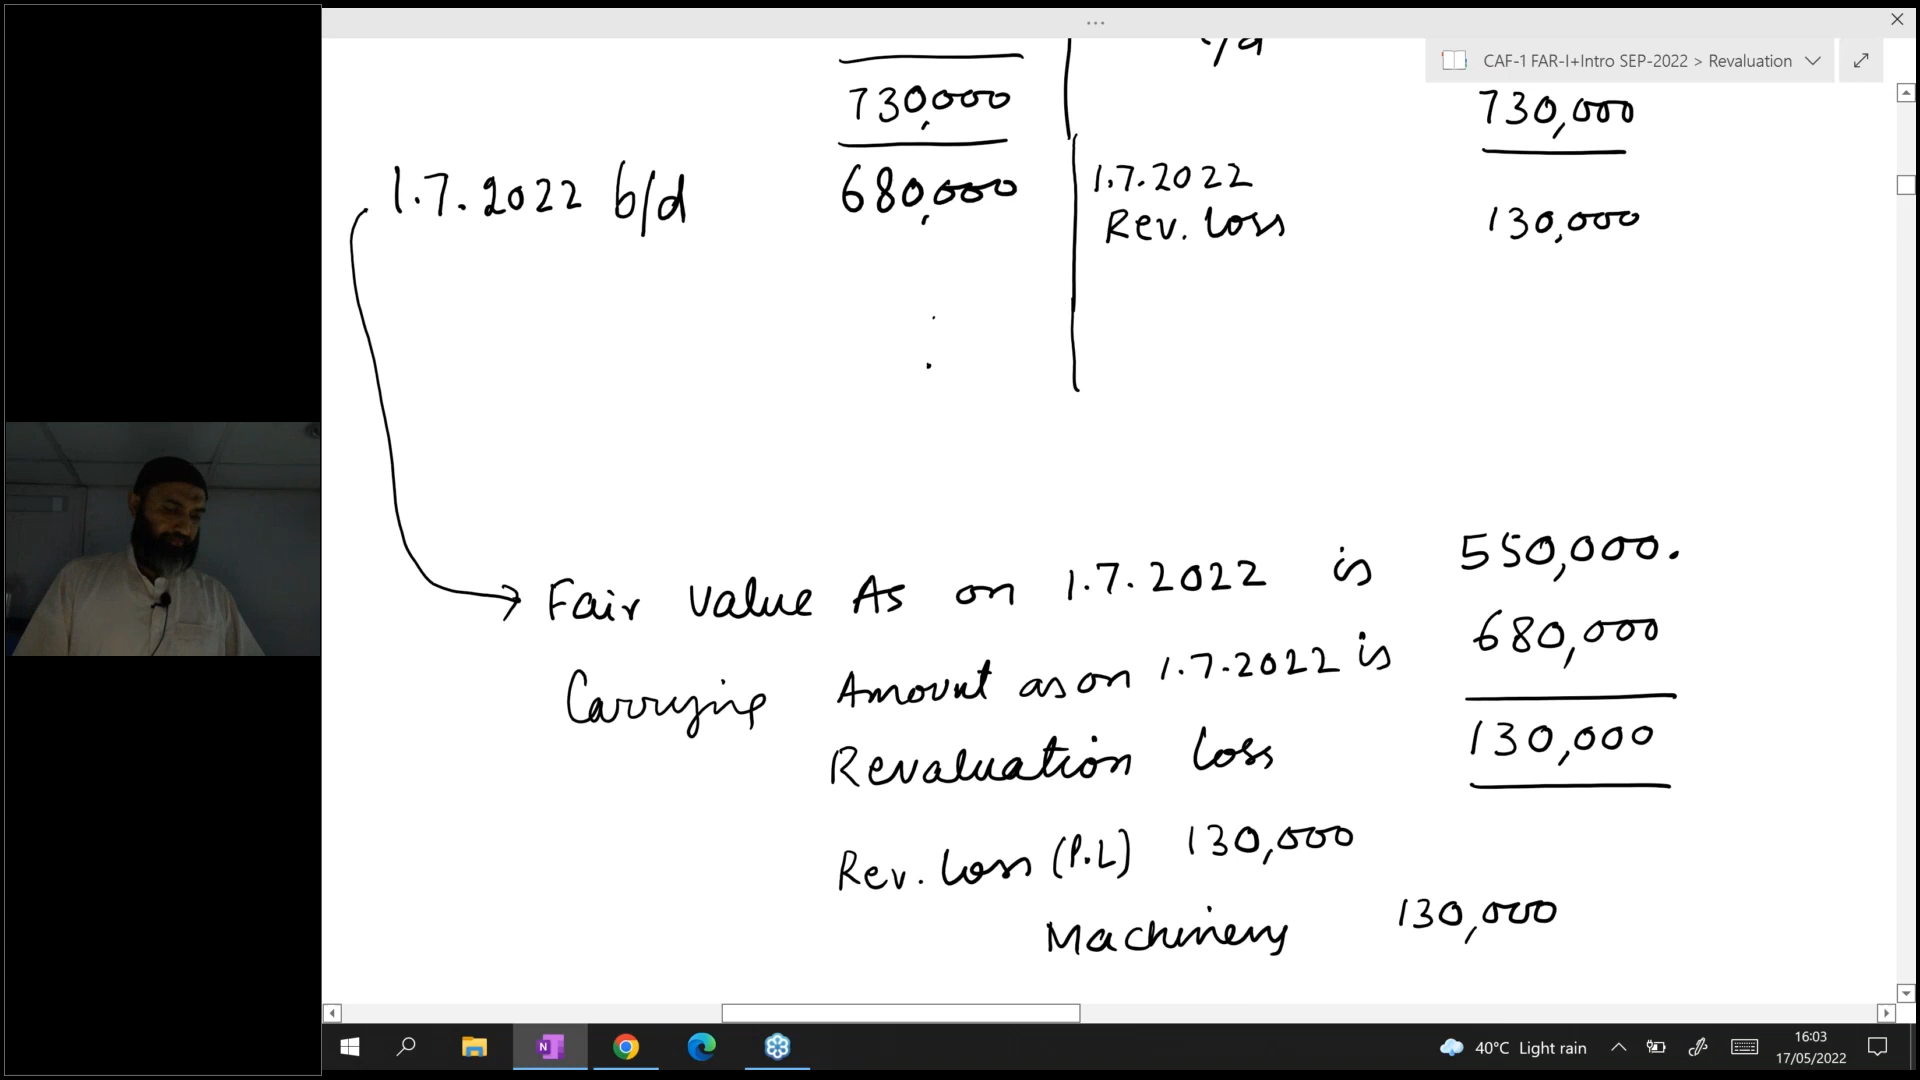 CAF-1 FAR-I+Intro SEP-2022 > Revaluation
730,000
730,000
1.7.2022 b/d 680,000
1.7.2022
Rev. Loss 130,000
Fair value As on 1.7.2022 is 550,000.
Carrying Amount as on 1.7.2022 is 680,000
Revaluation Loss 130,000
Rev. Loss (P.L) 130,000
Machinery 130,000
40°C Light rain
16:03
17/05/2022